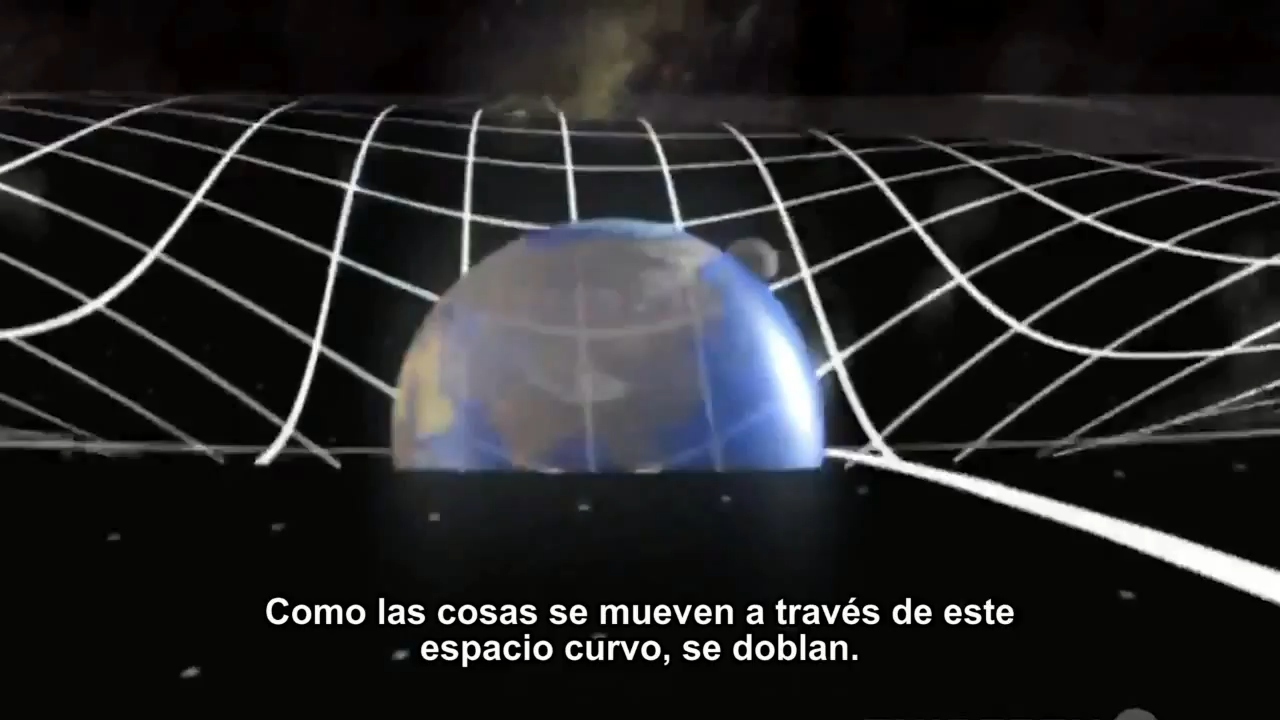 Como las cosas se mueven a través de este
espacio curvo, se doblan.